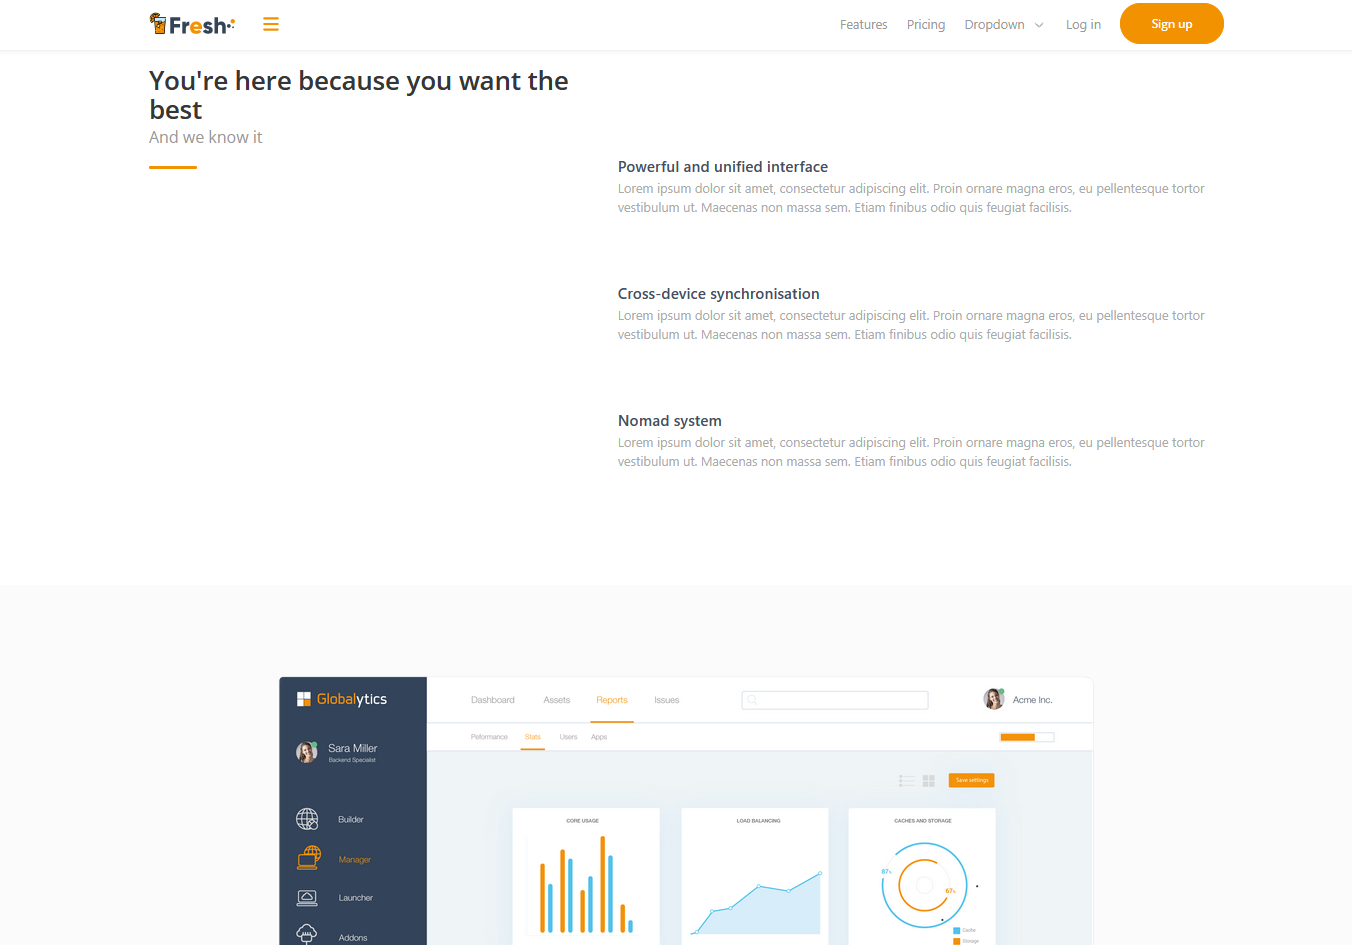 Fresh
Features Pricing Dropdown Log in Sign up
You're here because you want the
best
And we know it
Powerful and unified interface
Lorem ipsum dolor sit amet, consectetur adipiscing elit. Proin ornare magna eros, eu pellentesque tortor
vestibulum ut. Maecenas non massa sem. Etiam finibus odio quis feugiat facilisis.
Cross-device synchronisation
Lorem ipsum dolor sit amet, consectetur adipiscing elit. Proin ornare magna eros, eu pellentesque tortor
vestibulum ut. Maecenas non massa sem. Etiam finibus odio quis feugiat facilisis.
Nomad system
Lorem ipsum dolor sit amet, consectetur adipiscing elit. Proin ornare magna eros, eu pellentesque tortor
vestibulum ut. Maecenas non massa sem. Etiam finibus odio quis feugiat facilisis.
Globalytics
Dashboard Assets Reports Issues
Acme Inc.
Peformance Stats Users Apps
Sara Miller
Backend Specialist
Save settings
Builder
Manager
Launcher
Addons
CORE USAGE
LOAD BALANCING
CACHES AND STORAGE
87%
67%
Cache
Storage